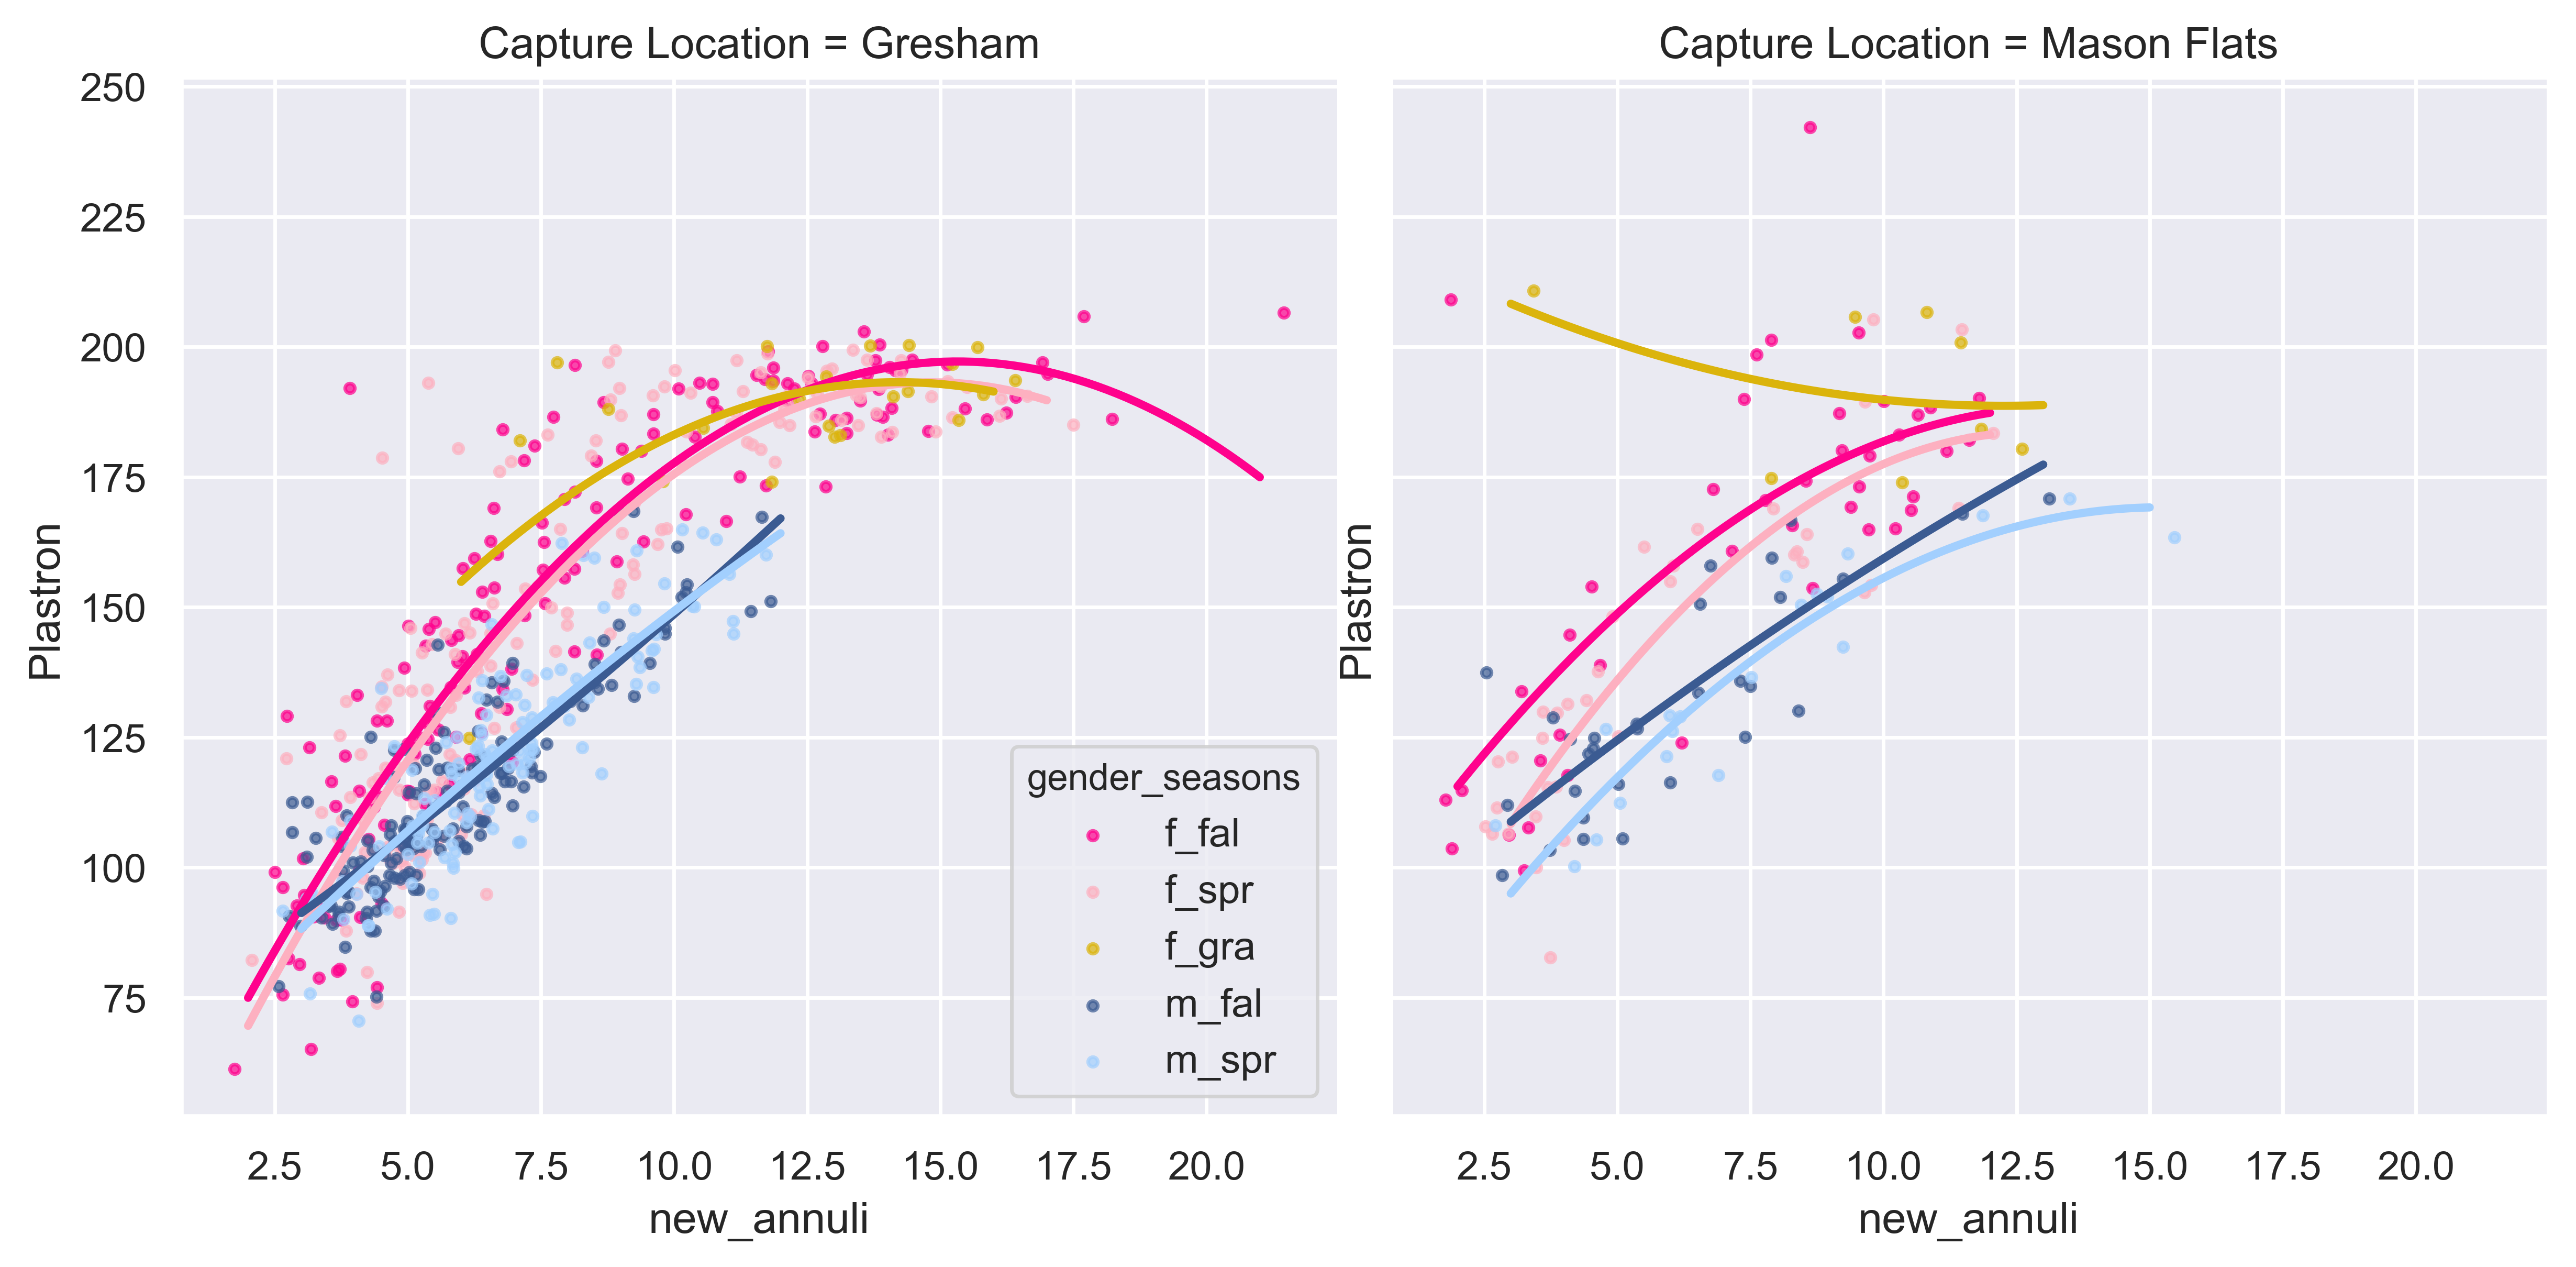 Capture Location = Gresham
Capture Location = Mason Flats
250
225
200
175
150
125
100
75
Plastron
Plastron
gender_seasons
f_fal
f_spr
f_gra
m_fal
m_spr
2.5 5.0 7.5 10.0 12.5 15.0 17.5 20.0
2.5 5.0 7.5 10.0 12.5 15.0 17.5 20.0
new_annuli
new_annuli